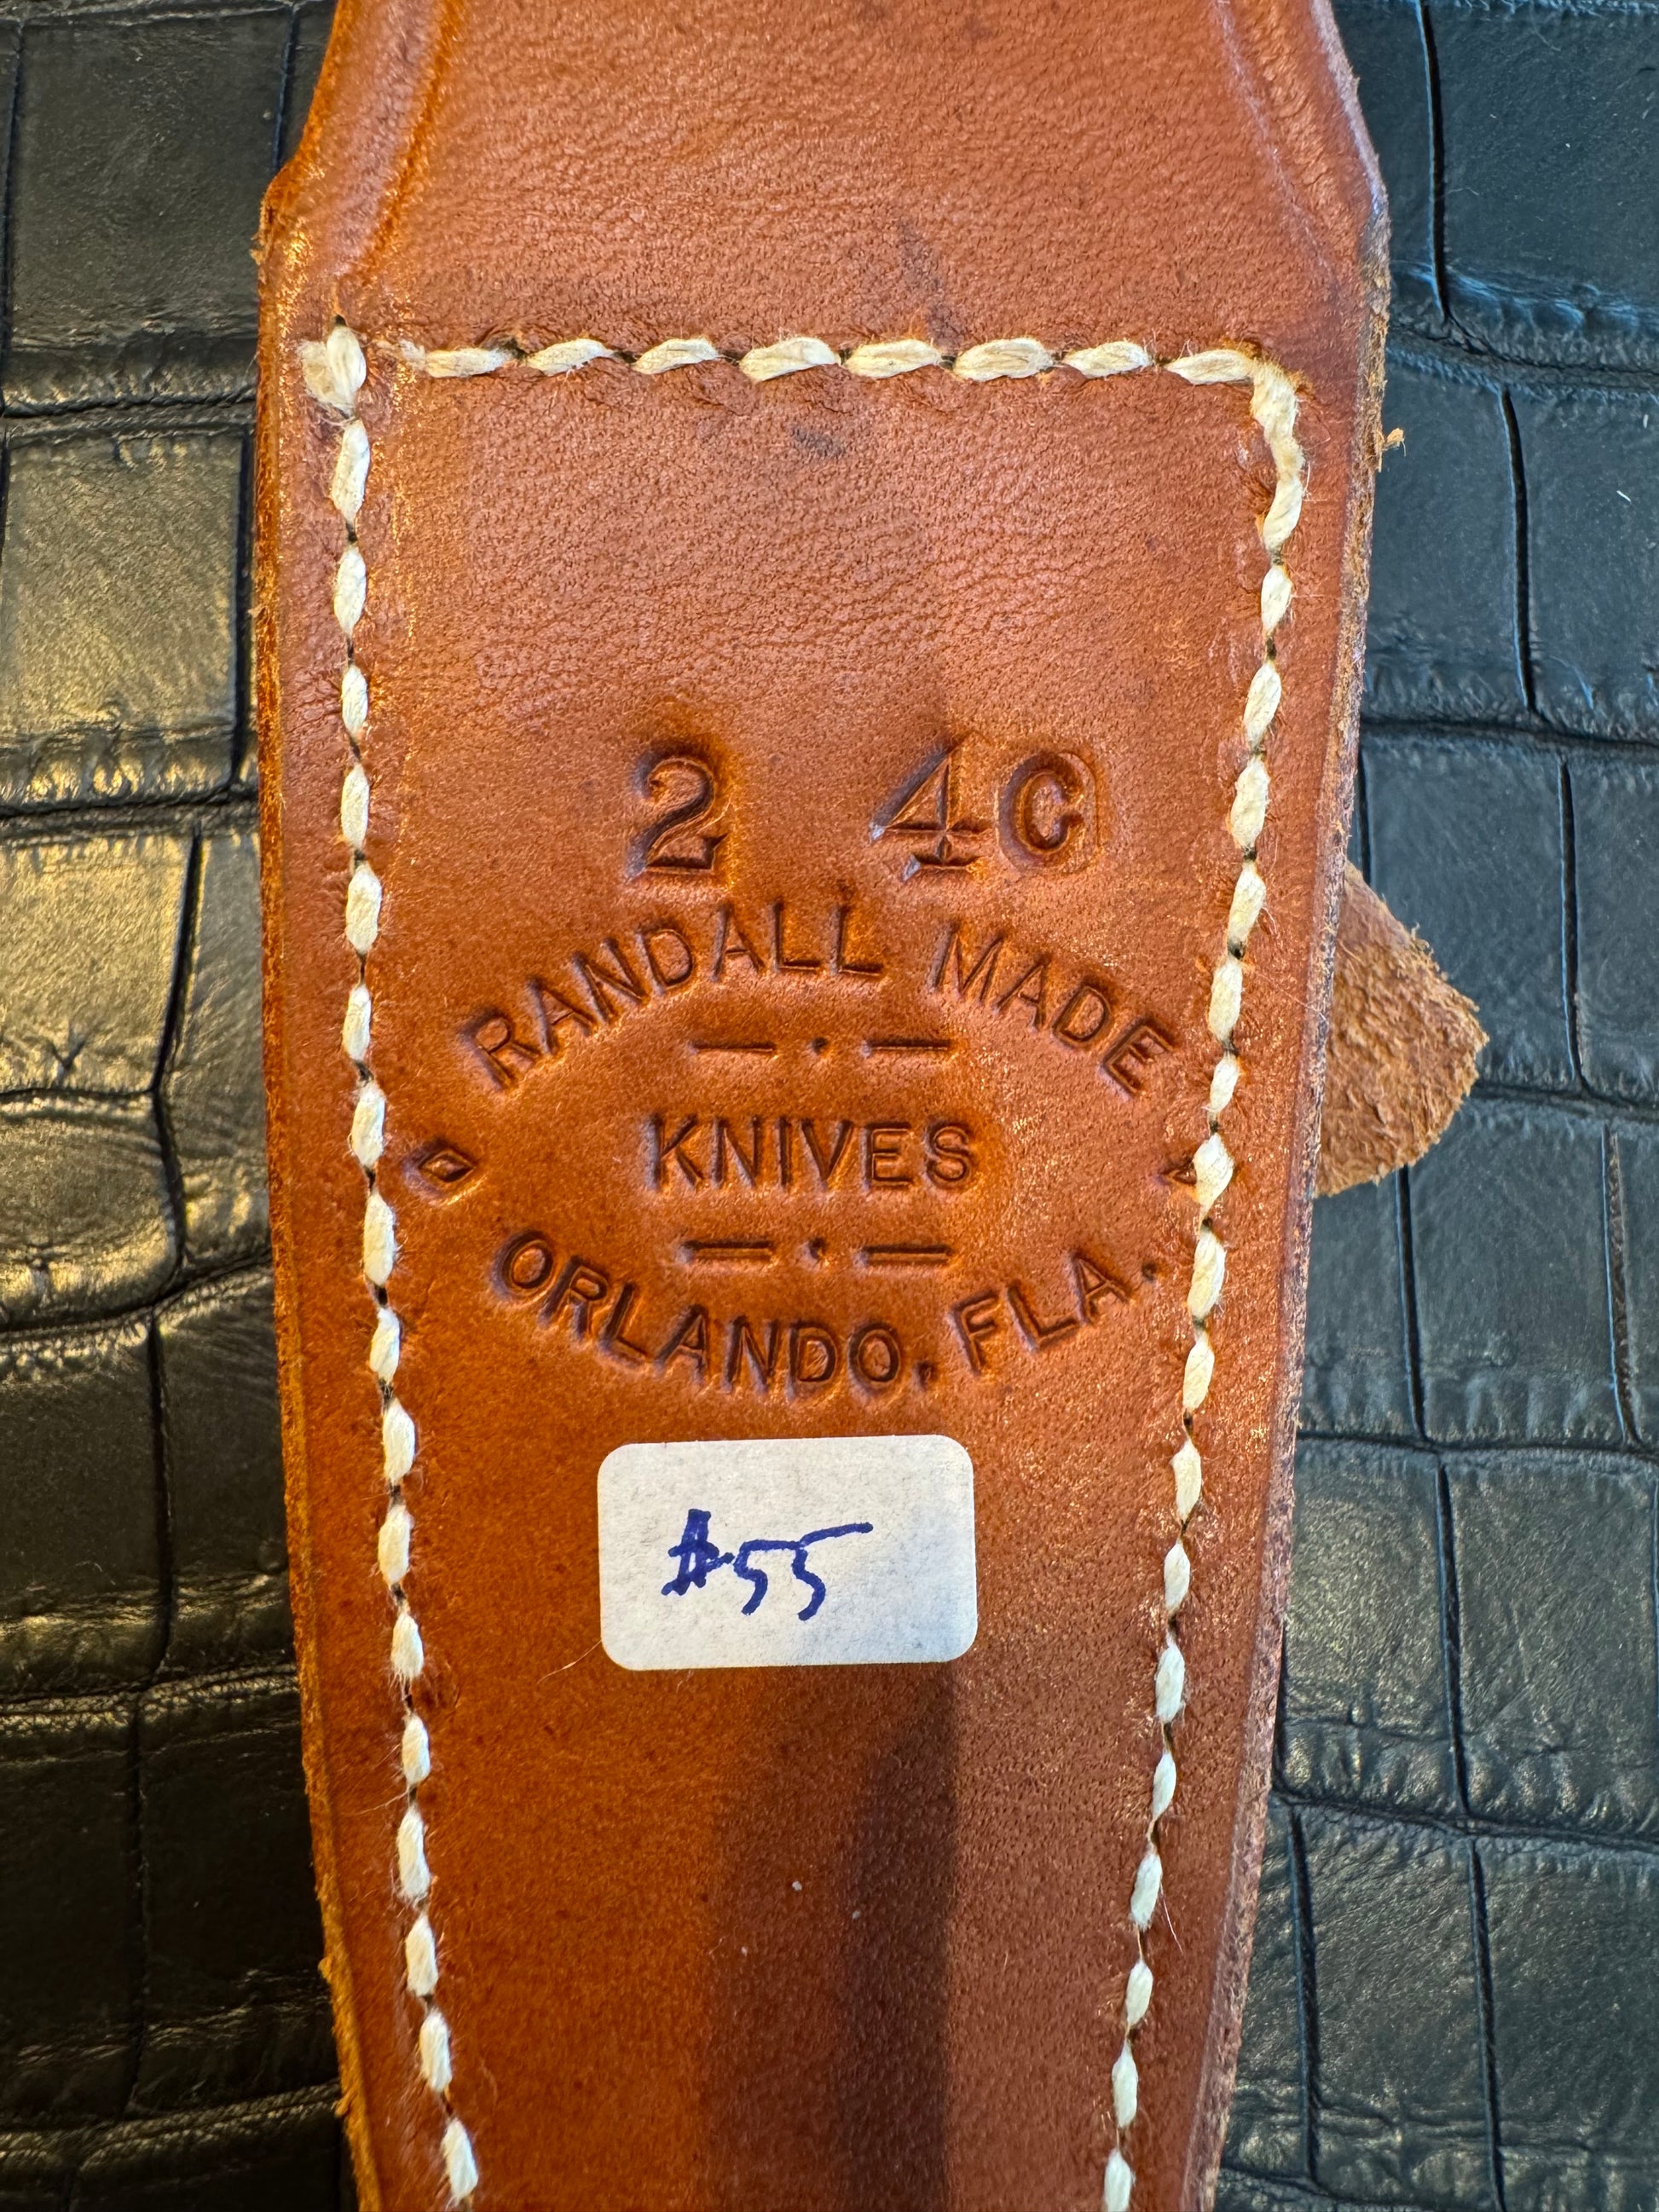 2 4C
RANDALL MADE
KNIVES
ORLANDO, FLA.
$55